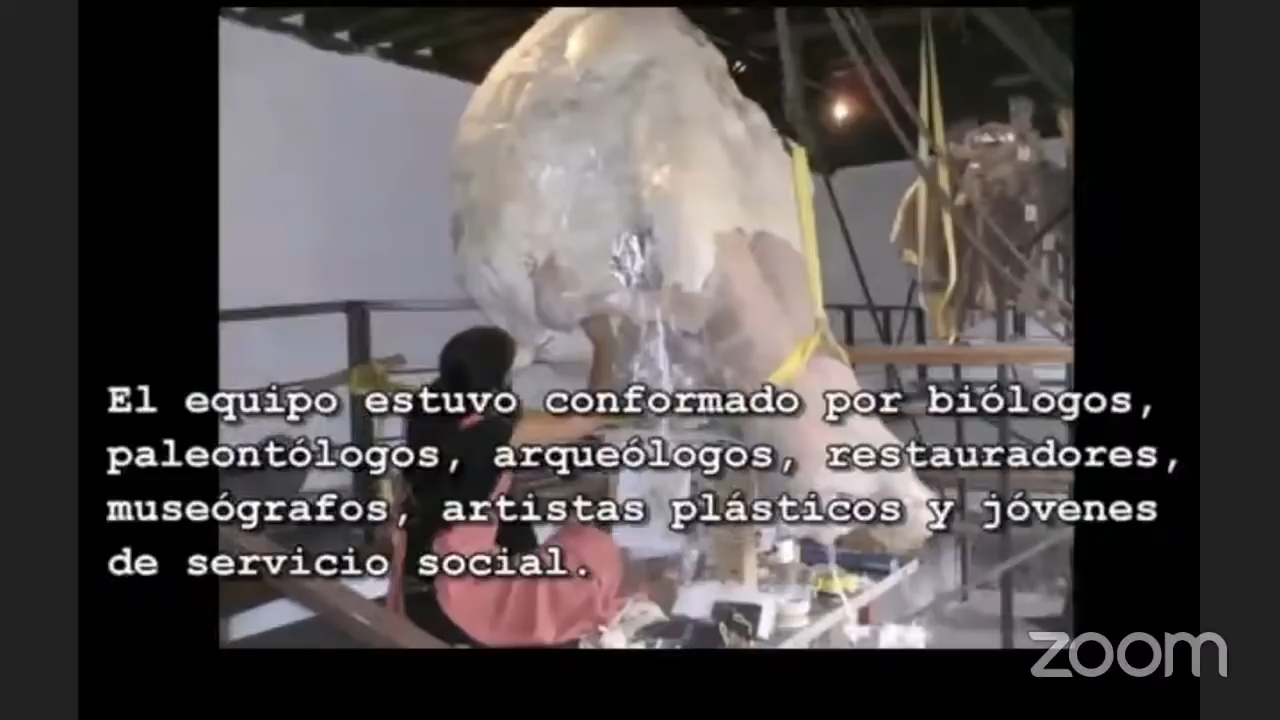 El equipo estuvo conformado por biólogos,
paleontólogos, arqueólogos, restauradores,
museógrafos, artistas plásticos y jóvenes
de servicio social.
zoom